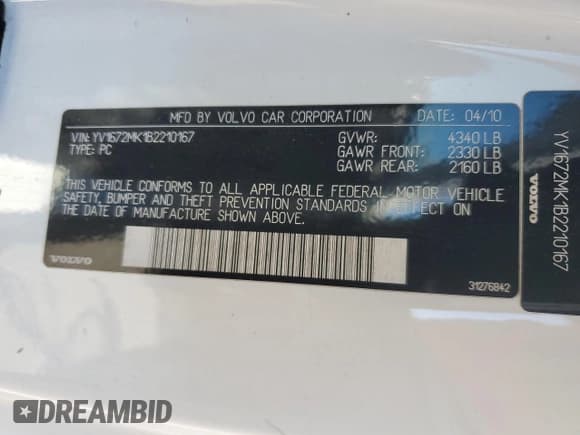 MFD BY VOLVO CAR CORPORATION DATE: 04/10
VIN: YV1672MK1B2210167 GVWR: 4340 LB
TYPE: PC GAWR FRONT: 2330 LB
GAWR REAR: 2160 LB
THIS VEHICLE CONFORMS TO ALL APPLICABLE FEDERAL MOTOR VEHICLE
SAFETY, BUMPER AND THEFT PREVENTION STANDARDS IN EFFECT ON
THE DATE OF MANUFACTURE SHOWN ABOVE.
VOLVO 31276842
YV1672MK1B2210167
VOLVO
DREAMBID